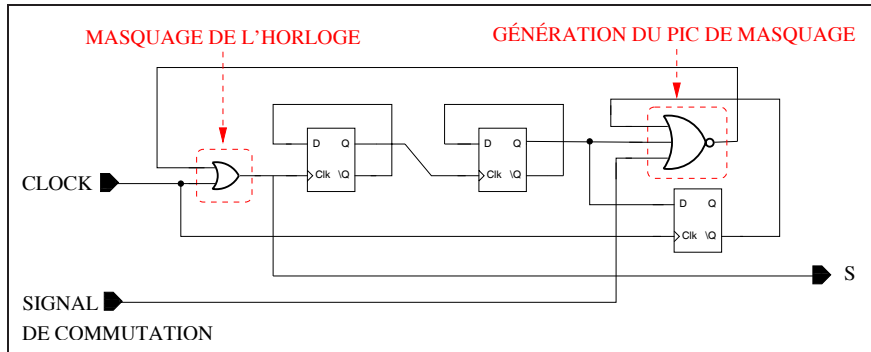 MASQUAGE DE L'HORLOGE
GÉNÉRATION DU PIC DE MASQUAGE
D Q
Clk \Q
D Q
Clk \Q
CLOCK
D Q
Clk \Q
S
SIGNAL
DE COMMUTATION